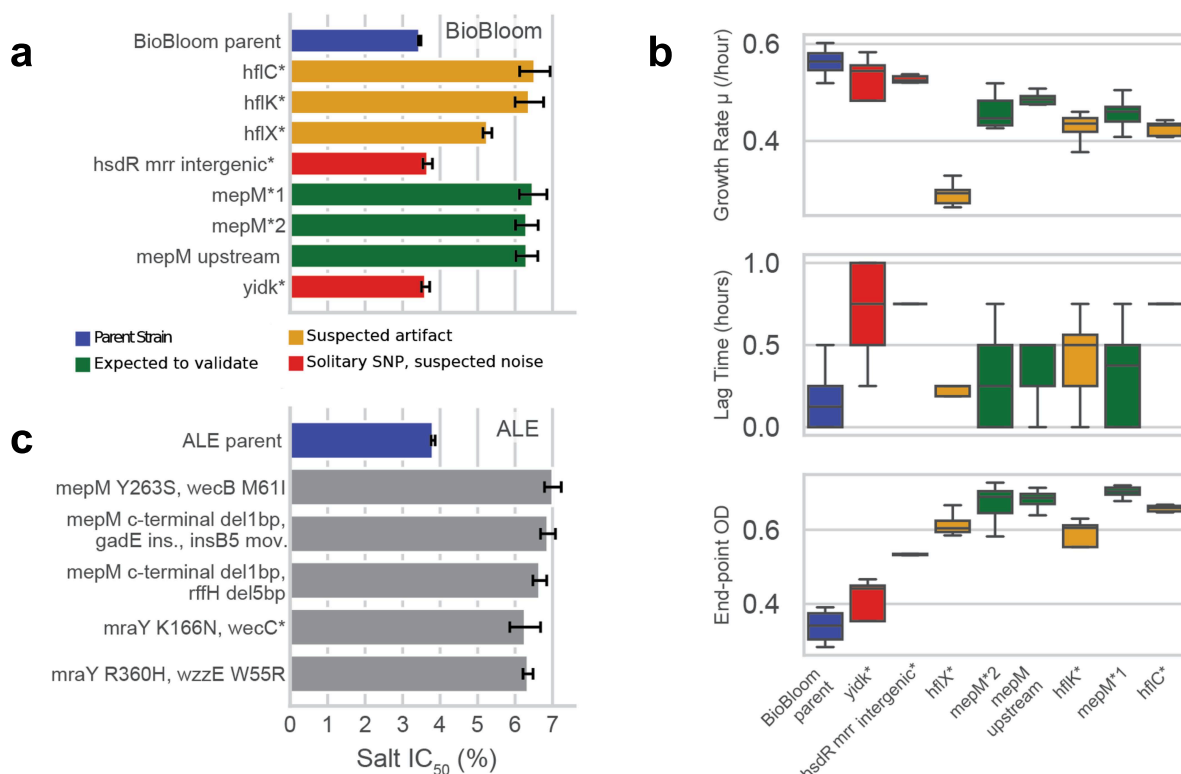 a
BioBloom
BioBloom parent
hflC*
hflK*
hflX*
hsdR mrr intergenic*
mepM*1
mepM*2
mepM upstream
yidk*
Parent Strain
Suspected artifact
Expected to validate
Solitary SNP, suspected noise
c
ALE
ALE parent
mepM Y263S, wecB M61I
mepM c-terminal del1bp,
gadE ins., insB5 mov.
mepM c-terminal del1bp,
rffH del5bp
mraY K166N, wecC*
mraY R360H, wzzE W55R
0 1 2 3 4 5 6 7
Salt IC50 (%)
b
Growth Rate μ (/hour)
0.6
0.4
Lag Time (hours)
1.0
0.5
0.0
End-point OD
0.6
0.4
BioBloom
parent
yidk*
hsdR mrr intergenic*
hflX*
mepM*2
mepM
upstream
hflK*
mepM*1
hflC*